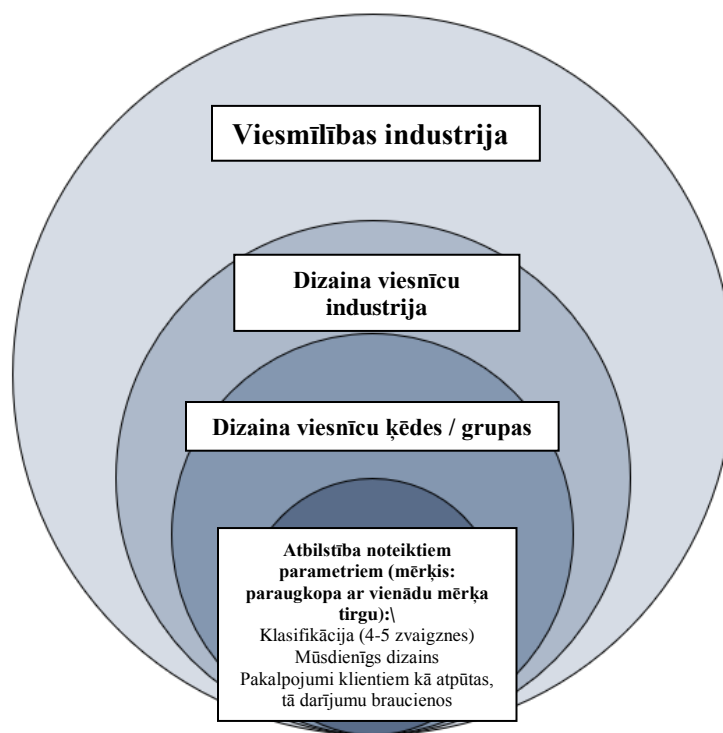 Viesmīlības industrija
Dizaina viesnīcu
industrija
Dizaina viesnīcu ķēdes / grupas
Atbilstība noteiktiem
parametriem (mērķis:
paraugkopa ar vienādu mērķa
tirgu):\
Klasifikācija (4-5 zvaigznes)
Mūsdienīgs dizains
Pakalpojumi klientiem kā atpūtas,
tā darījumu braucienos